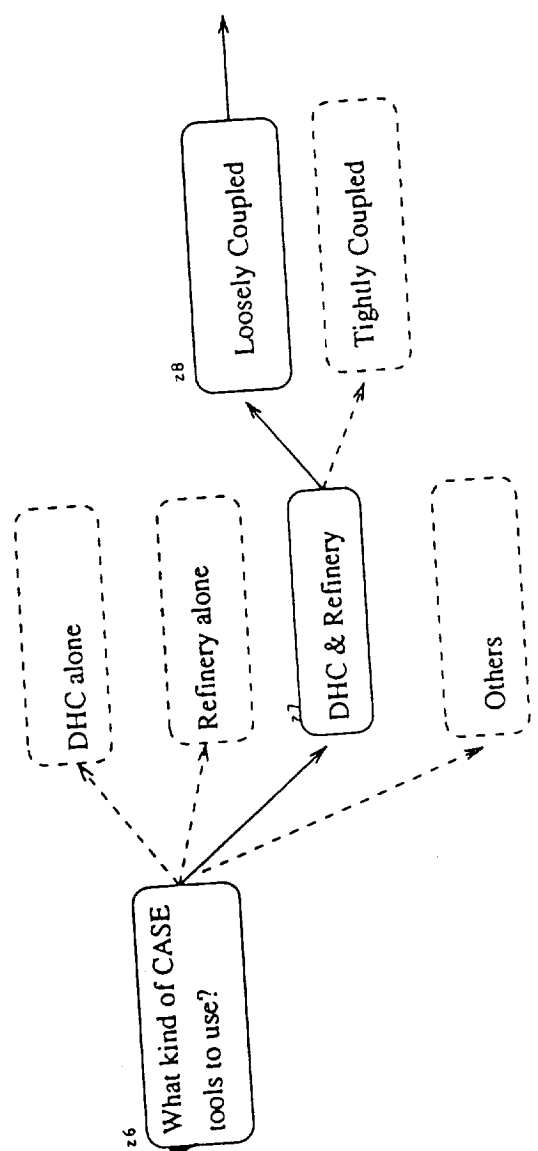 z6
What kind of CASE
tools to use?
DHC alone
Refinery alone
z7
DHC & Refinery
Others
z8
Loosely Coupled
Tightly Coupled